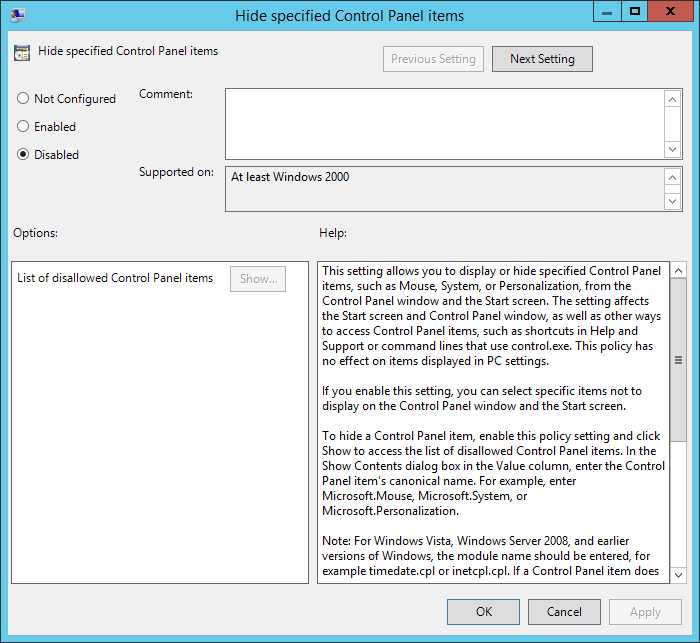 Hide specified Control Panel items
Hide specified Control Panel items
Previous Setting
Next Setting
Not Configured
Enabled
Disabled
Comment:
Supported on:
At least Windows 2000
Options:
Help:
List of disallowed Control Panel items
Show...
This setting allows you to display or hide specified Control Panel
items, such as Mouse, System, or Personalization, from the
Control Panel window and the Start screen. The setting affects
the Start screen and Control Panel window, as well as other ways
to access Control Panel items, such as shortcuts in Help and
Support or command lines that use control.exe. This policy has
no effect on items displayed in PC settings.
If you enable this setting, you can select specific items not to
display on the Control Panel window and the Start screen.
To hide a Control Panel item, enable this policy setting and click
Show to access the list of disallowed Control Panel items. In the
Show Contents dialog box in the Value column, enter the Control
Panel item's canonical name. For example, enter
Microsoft.Mouse, Microsoft.System, or
Microsoft.Personalization.
Note: For Windows Vista, Windows Server 2008, and earlier
versions of Windows, the module name should be entered, for
example timedate.cpl or inetcpl.cpl. If a Control Panel item does
OK
Cancel
Apply